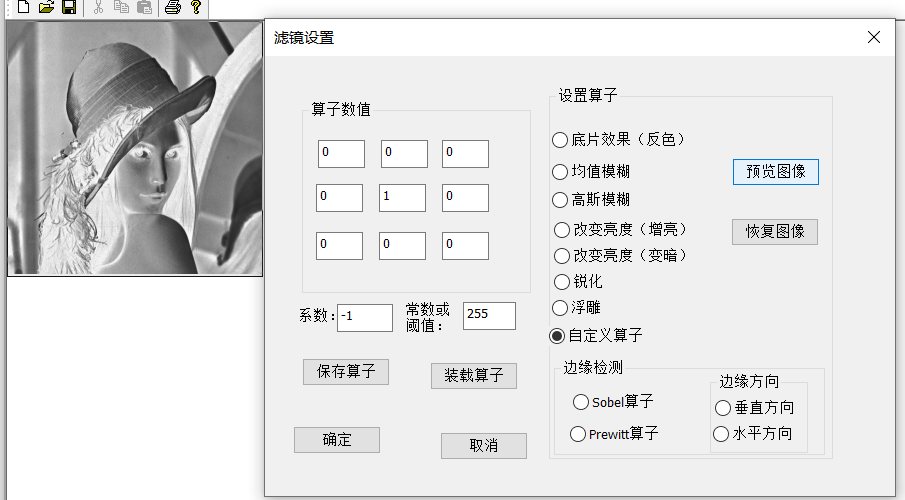 滤镜设置
算子数值
0 0 0
0 1 0
0 0 0
系数：-1
常数或
阈值： 255
保存算子
装载算子
确定
取消
设置算子
底片效果（反色）
均值模糊
高斯模糊
改变亮度（增亮）
改变亮度（变暗）
锐化
浮雕
自定义算子
预览图像
恢复图像
边缘检测
Sobel算子
Prewitt算子
边缘方向
垂直方向
水平方向